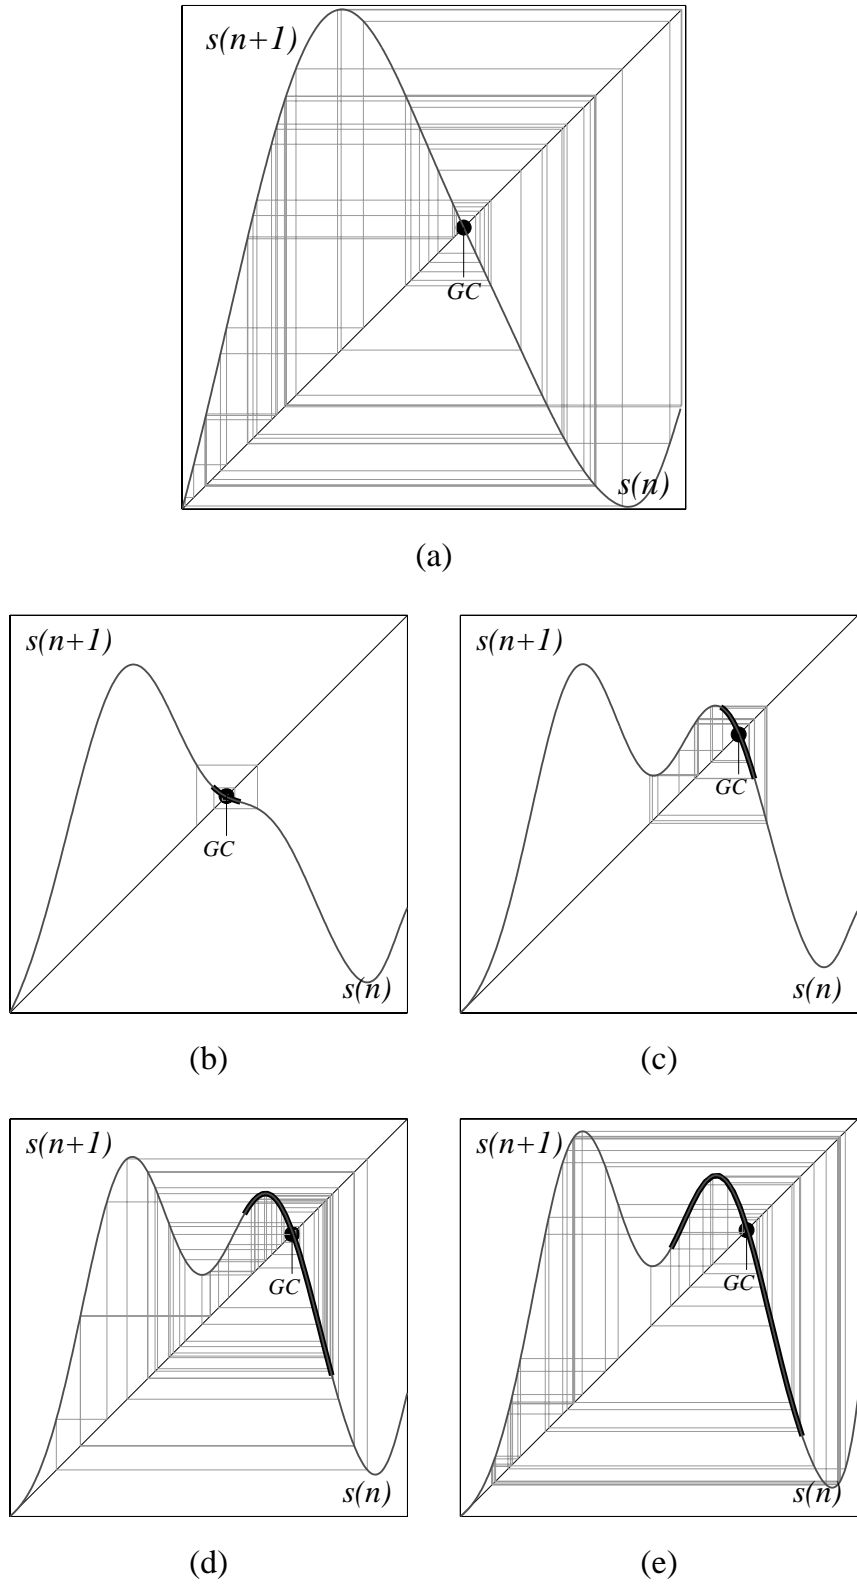 s(n+1)
GC
s(n)
(a)
s(n+1)
GC
s(n)
(b)
s(n+1)
GC
s(n)
(c)
s(n+1)
GC
s(n)
(d)
s(n+1)
GC
s(n)
(e)